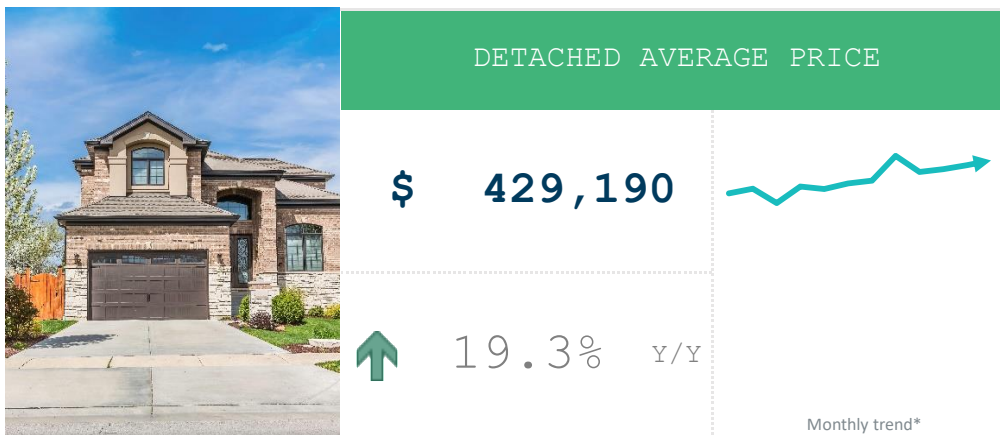 DETACHED AVERAGE PRICE
$ 429,190
19.3% Y/Y
Monthly trend*